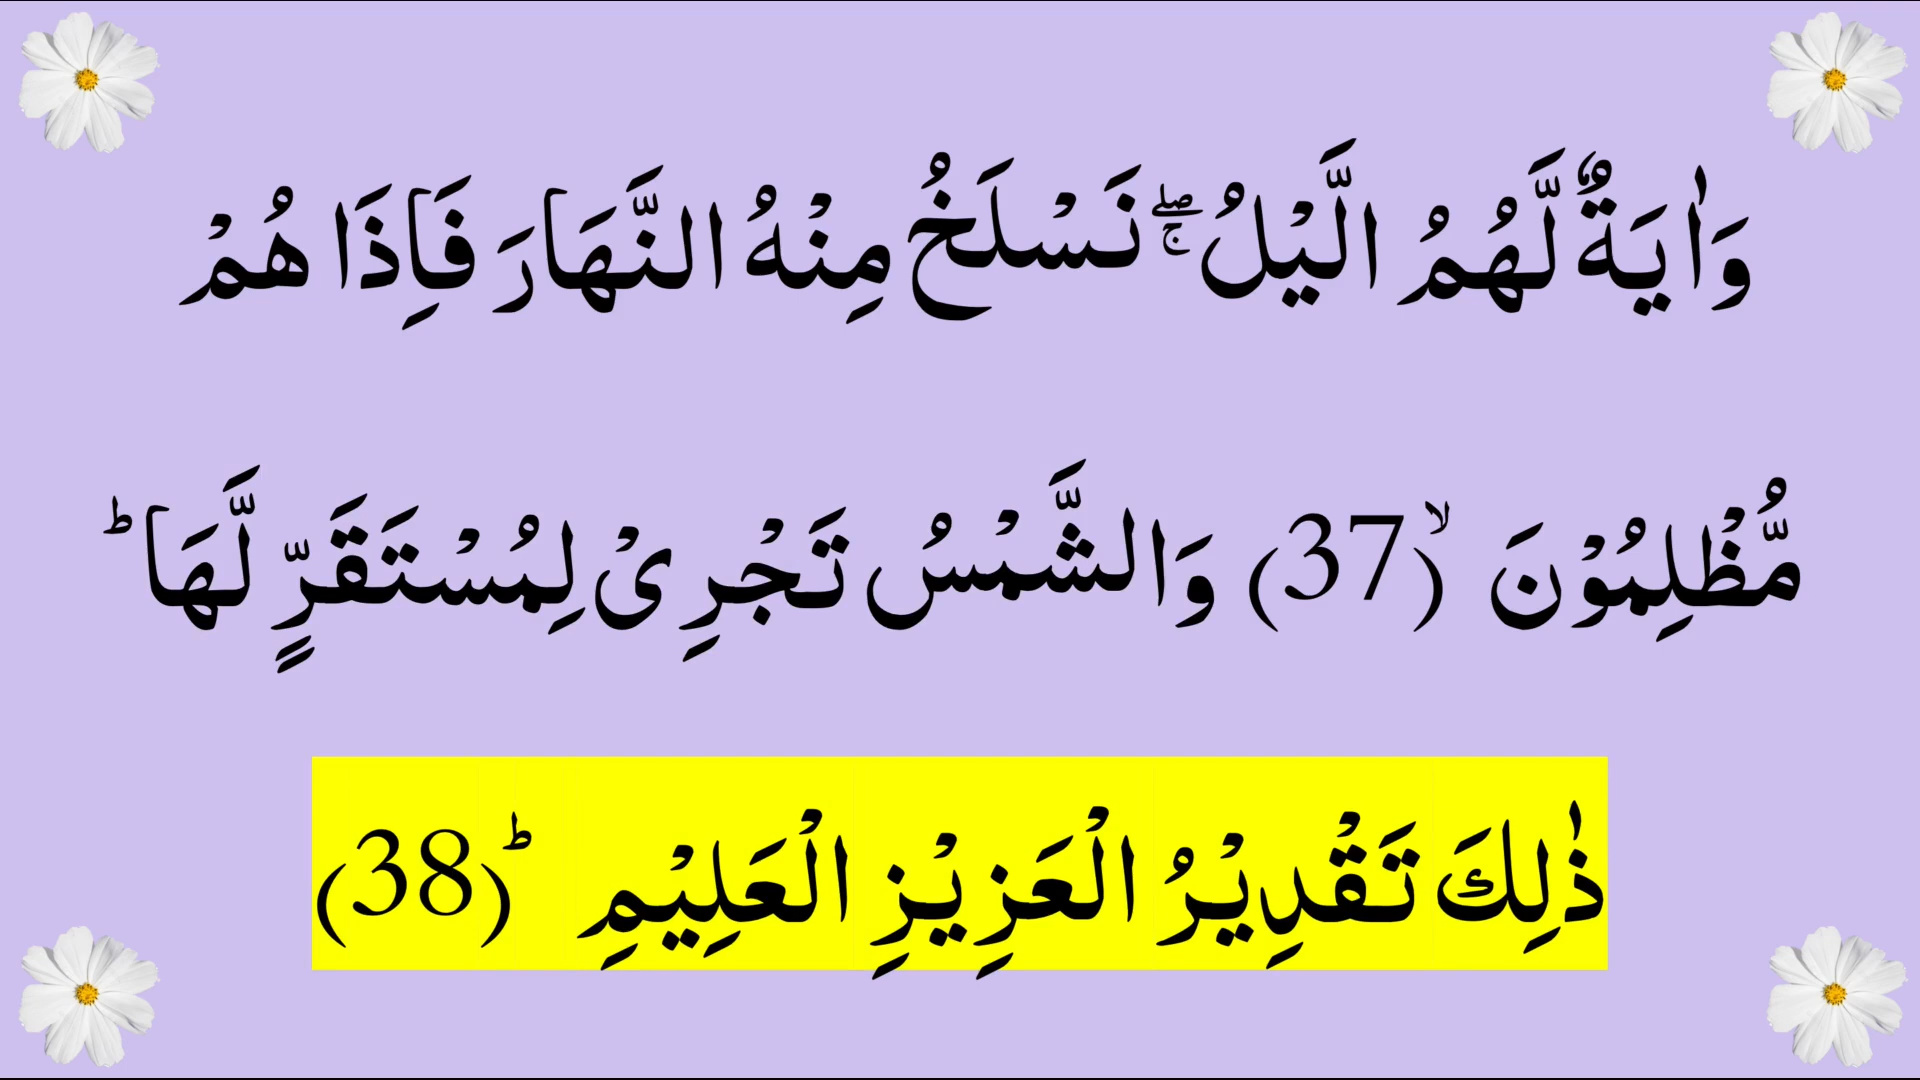 وَاٰيَةٌ لَّهُمُ الَّيْلُ ۖۚ نَسْلَخُ مِنْهُ النَّهَارَ فَاِذَا هُمْ
مُّظْلِمُوْنَ ۙ(37) وَالشَّمْسُ تَجْرِىْ لِمُسْتَقَرٍّ لَّهَا ؕ
ذٰلِكَ تَقْدِيْرُ الْعَزِيْزِ الْعَلِيْمِ ؕ(38)